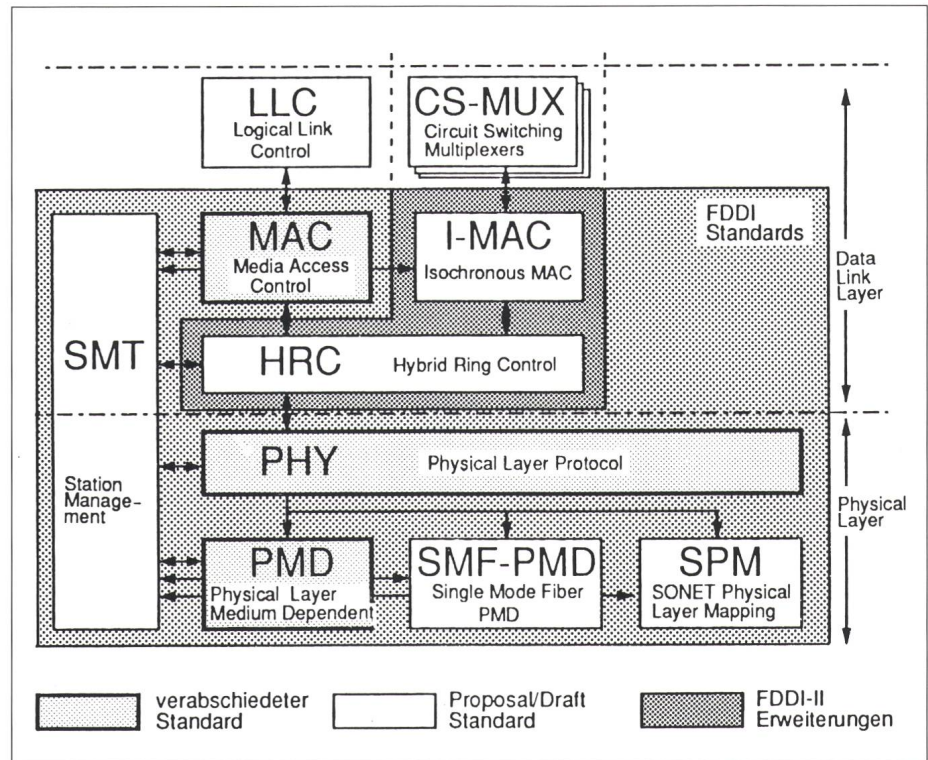 LLC
Logical Link
Control
CS-MUX
Circuit Switching
Multiplexers
FDDI
Standards
MAC
Media Access
Control
I-MAC
Isochronous MAC
Data
Link
Layer
SMT
HRC Hybrid Ring Control
PHY Physical Layer Protocol
Station
Manage-
ment
Physical
Layer
PMD
Physical Layer
Medium Dependent
SMF-PMD
Single Mode Fiber
PMD
SPM
SONET Physical
Layer Mapping
verabschiedeter
Standard
Proposal/Draft
Standard
FDDI-II
Erweiterungen